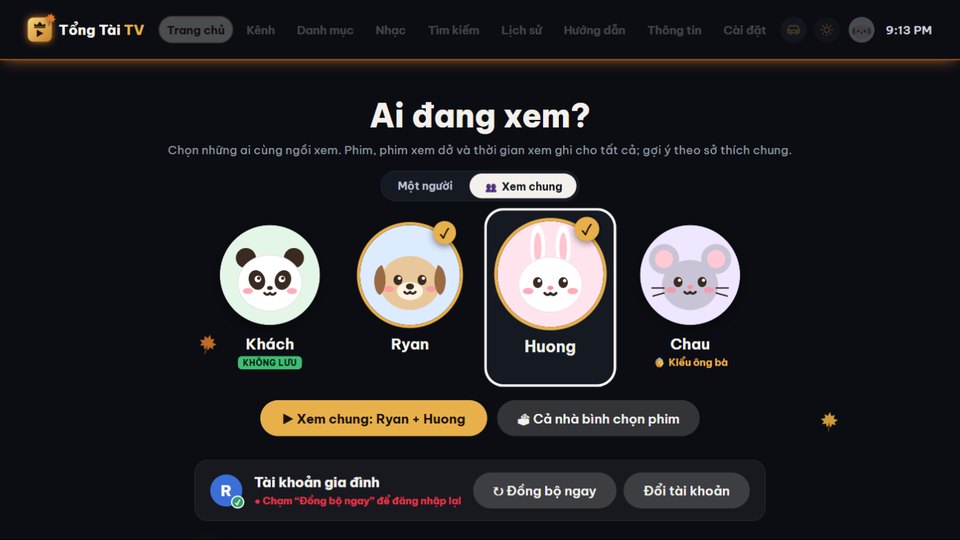 Tổng Tài TV
Trang chủ Kênh Danh mục Nhạc Tìm kiếm Lịch sử Hướng dẫn Thông tin Cài đặt 9:13 PM
Ai đang xem?
Chọn những ai cùng ngồi xem. Phim, phim xem dở và thời gian xem ghi cho tất cả; gợi ý theo sở thích chung.
Một người Xem chung
Khách Ryan Huong Chau
KHÔNG LƯU Kiểu ông bà
▶ Xem chung: Ryan + Huong Cả nhà bình chọn phim
R Tài khoản gia đình
● Chạm “Đồng bộ ngay” để đăng nhập lại
↻ Đồng bộ ngay Đổi tài khoản